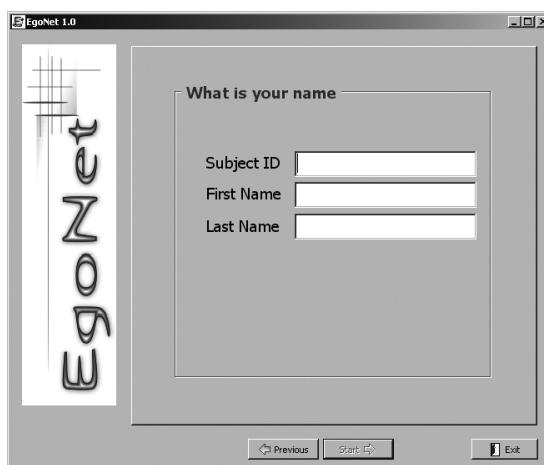 EgoNet 1.0
EgoNet
What is your name
Subject ID
First Name
Last Name
Previous
Start
Exit